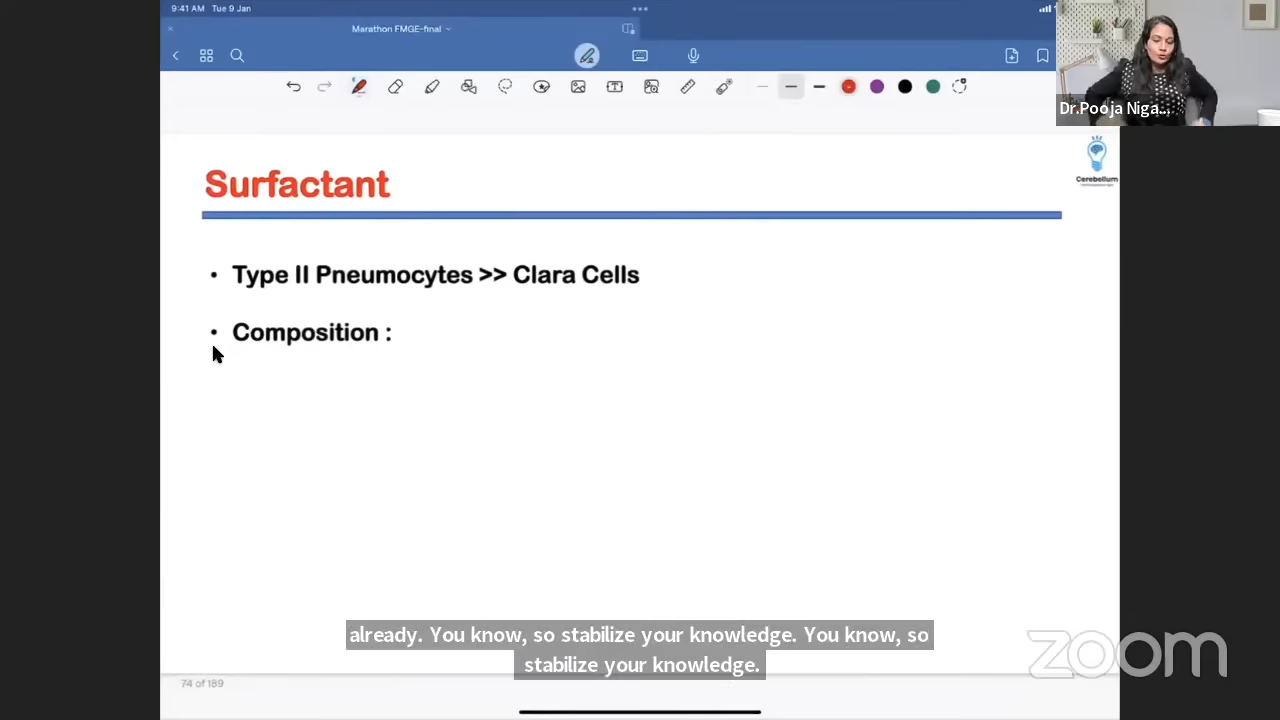 9:41 AM Tue 9 Jan
Marathon FMGE-final
Dr.Pooja Niga...
Cerebellum
Surfactant
• Type II Pneumocytes >> Clara Cells
• Composition :
already. You know, so stabilize your knowledge. You know, so
stabilize your knowledge.
zoom
74 of 189